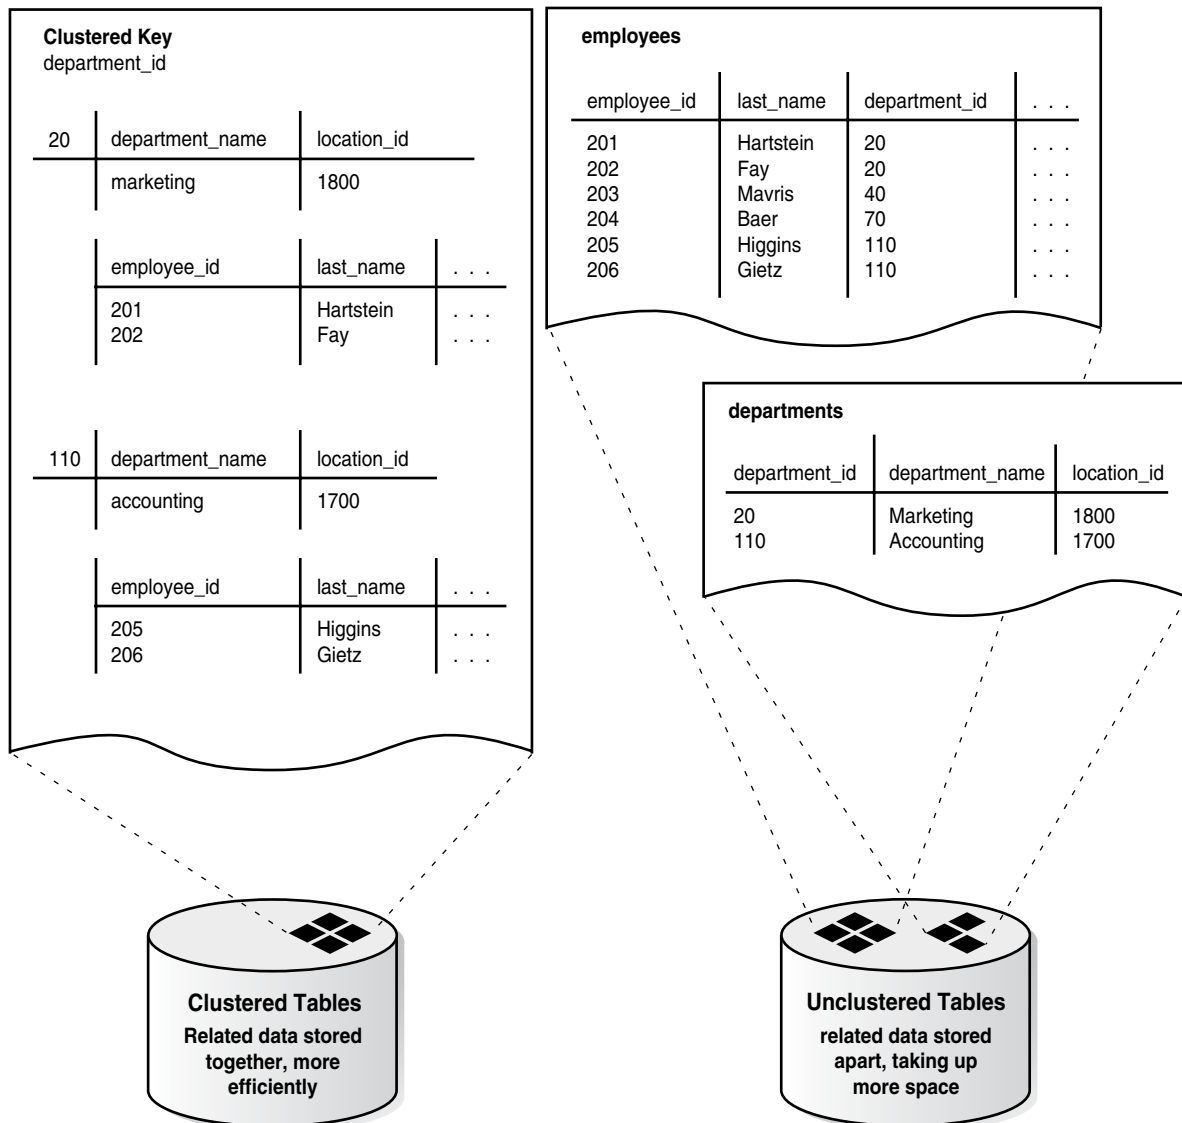 Clustered Key
department_id
20 department_name location_id
marketing 1800
employee_id last_name . . .
201 Hartstein . . .
202 Fay . . .
110 department_name location_id
accounting 1700
employee_id last_name . . .
205 Higgins . . .
206 Gietz . . .
employees
employee_id last_name department_id . . .
201 Hartstein 20 . . .
202 Fay 20 . . .
203 Mavris 40 . . .
204 Baer 70 . . .
205 Higgins 110 . . .
206 Gietz 110 . . .
departments
department_id department_name location_id
20 Marketing 1800
110 Accounting 1700
Clustered Tables
Related data stored
together, more
efficiently
Unclustered Tables
related data stored
apart, taking up
more space